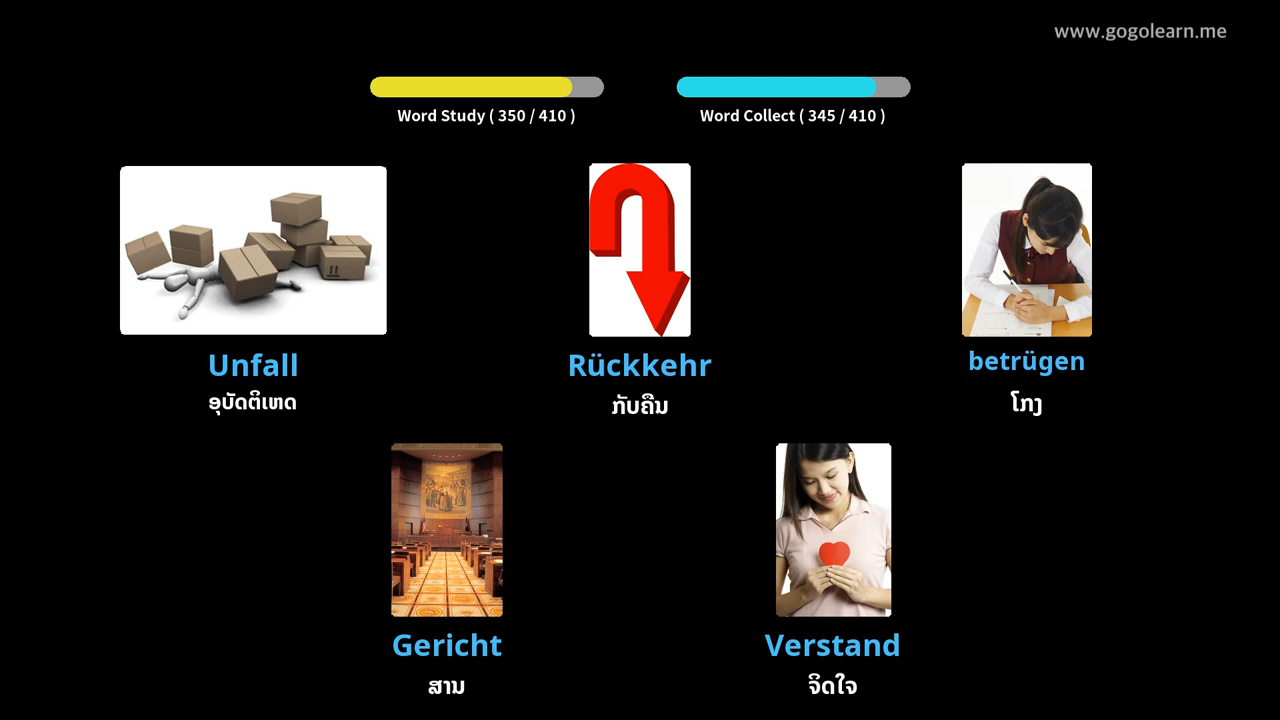 www.gogolearn.me
Word Study ( 350 / 410 )
Word Collect ( 345 / 410 )
Unfall
ອຸບັດຕິເຫດ
Rückkehr
ກັບຄືນ
betrügen
ໂກງ
Gericht
ສານ
Verstand
ຈິດໃຈ